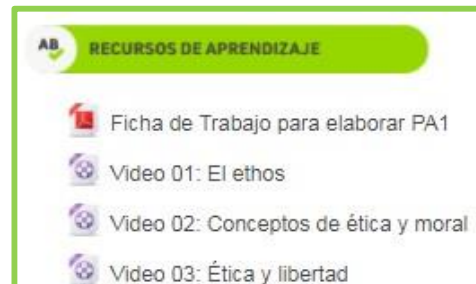 AB
RECURSOS DE APRENDIZAJE
Ficha de Trabajo para elaborar PA1
Video 01: El ethos
Video 02: Conceptos de ética y moral
Video 03: Ética y libertad